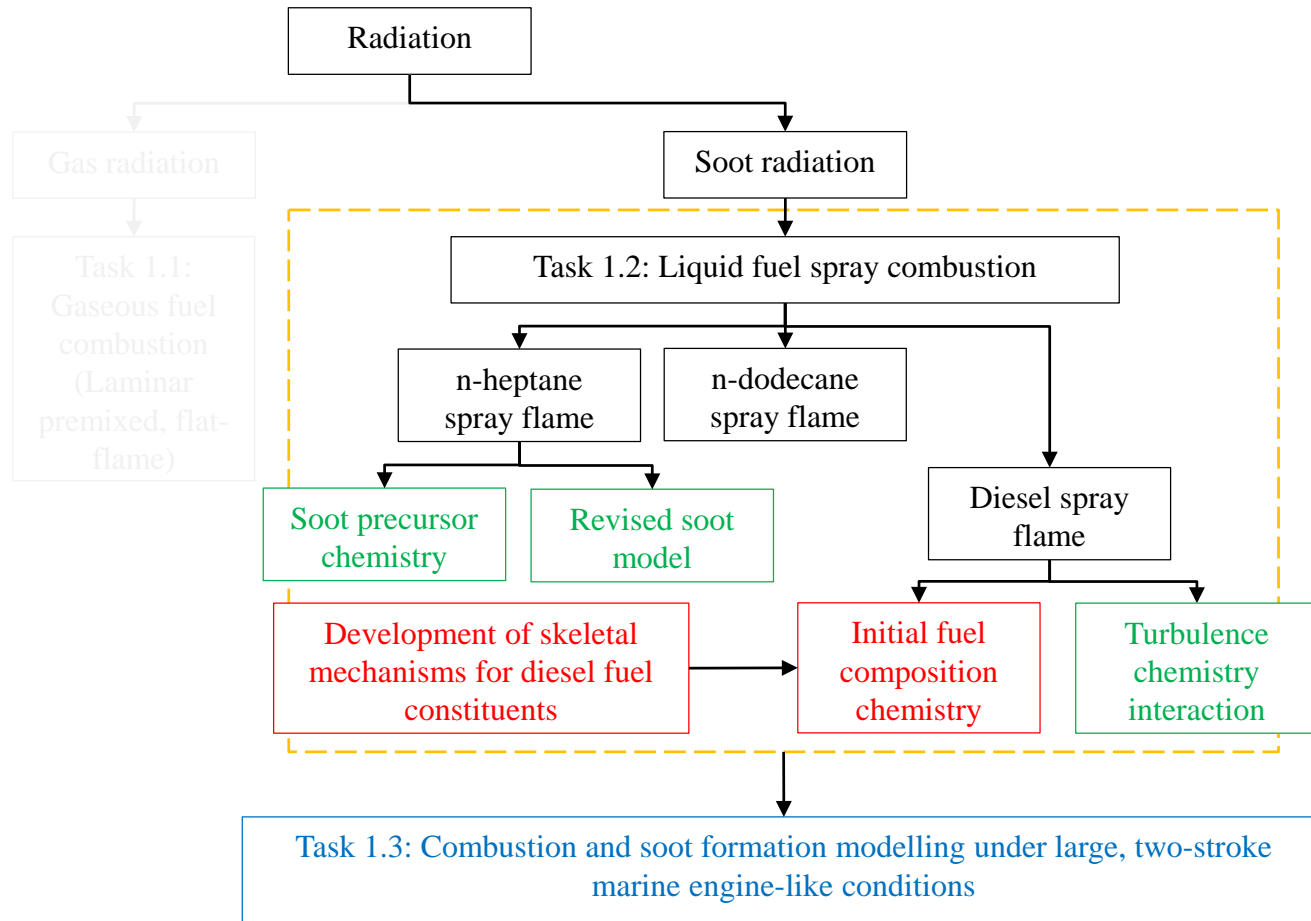 Radiation
Gas radiation
Soot radiation
Task 1.1:
Gaseous fuel
combustion
(Laminar
premixed, flat-
flame)
Task 1.2: Liquid fuel spray combustion
n-heptane
spray flame
n-dodecane
spray flame
Diesel spray
flame
Soot precursor
chemistry
Revised soot
model
Development of skeletal
mechanisms for diesel fuel
constituents
Initial fuel
composition
chemistry
Turbulence
chemistry
interaction
Task 1.3: Combustion and soot formation modelling under large, two-stroke
marine engine-like conditions